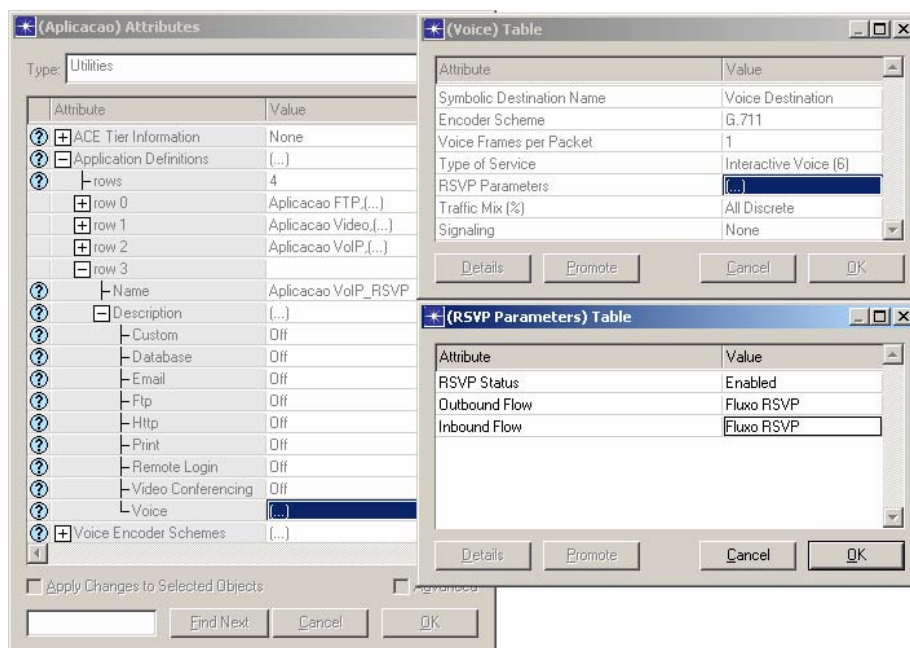 (Aplicacao) Attributes
Type: Utilities
Attribute Value
ACE Tier Information None
Application Definitions (...)
rows 4
row 0 Aplicacao FTP,(...)
row 1 Aplicacao Video,(...)
row 2 Aplicacao VoIP,(...)
row 3
Name Aplicacao VoIP_RSVP
Description (...)
Custom Off
Database Off
Email Off
Ftp Off
Http Off
Print Off
Remote Login Off
Video Conferencing Off
Voice (...)
Voice Encoder Schemes (...)
Apply Changes to Selected Objects Advanced
Find Next Cancel OK
(Voice) Table
Attribute Value
Symbolic Destination Name Voice Destination
Encoder Scheme G.711
Voice Frames per Packet 1
Type of Service Interactive Voice (6)
RSVP Parameters (...)
Traffic Mix (%) All Discrete
Signaling None
Details Promote Cancel OK
(RSVP Parameters) Table
Attribute Value
RSVP Status Enabled
Outbound Flow Fluxo RSVP
Inbound Flow Fluxo RSVP
Details Promote Cancel OK